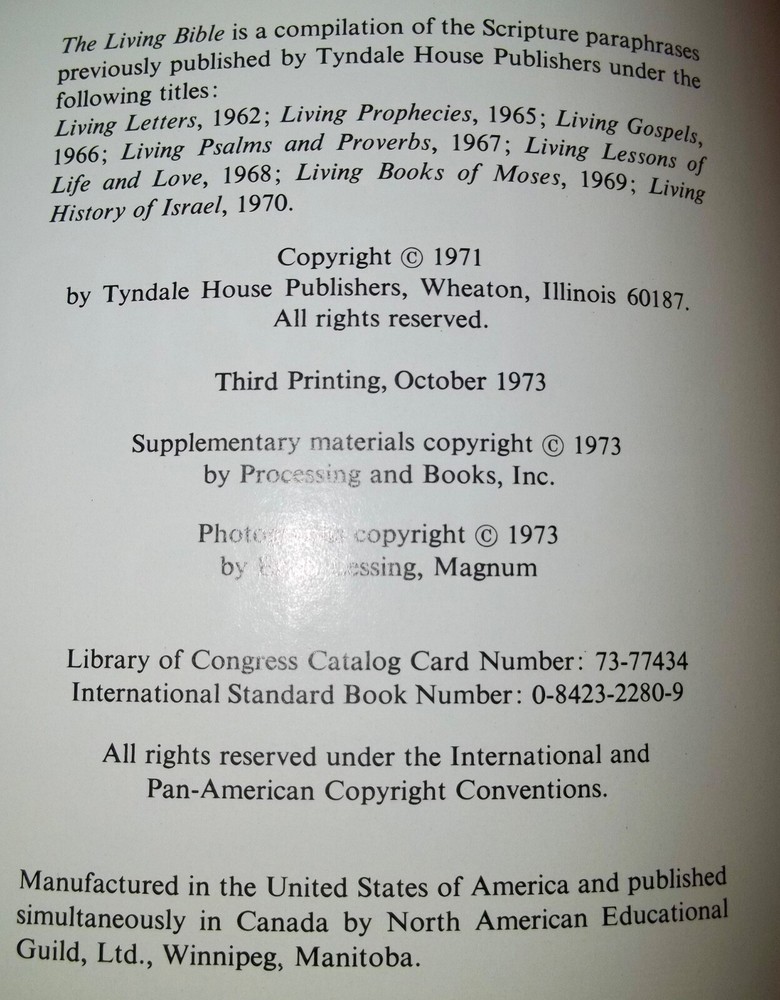 The Living Bible is a compilation of the Scripture paraphrases
previously published by Tyndale House Publishers under the
following titles:
Living Letters, 1962; Living Prophecies, 1965; Living Gospels,
1966; Living Psalms and Proverbs, 1967; Living Lessons of
Life and Love, 1968; Living Books of Moses, 1969; Living
History of Israel, 1970.
Copyright © 1971
by Tyndale House Publishers, Wheaton, Illinois 60187.
All rights reserved.
Third Printing, October 1973
Supplementary materials copyright © 1973
by Processing and Books, Inc.
copyright © 1973
by Magnum
Library of Congress Catalog Card Number: 73-77434
International Standard Book Number: 0-8423-2280-9
All rights reserved under the International and
Pan-American Copyright Conventions.
Manufactured in the United States of America and published
simultaneously in Canada by North American Educational
Guild, Ltd., Winnipeg, Manitoba.